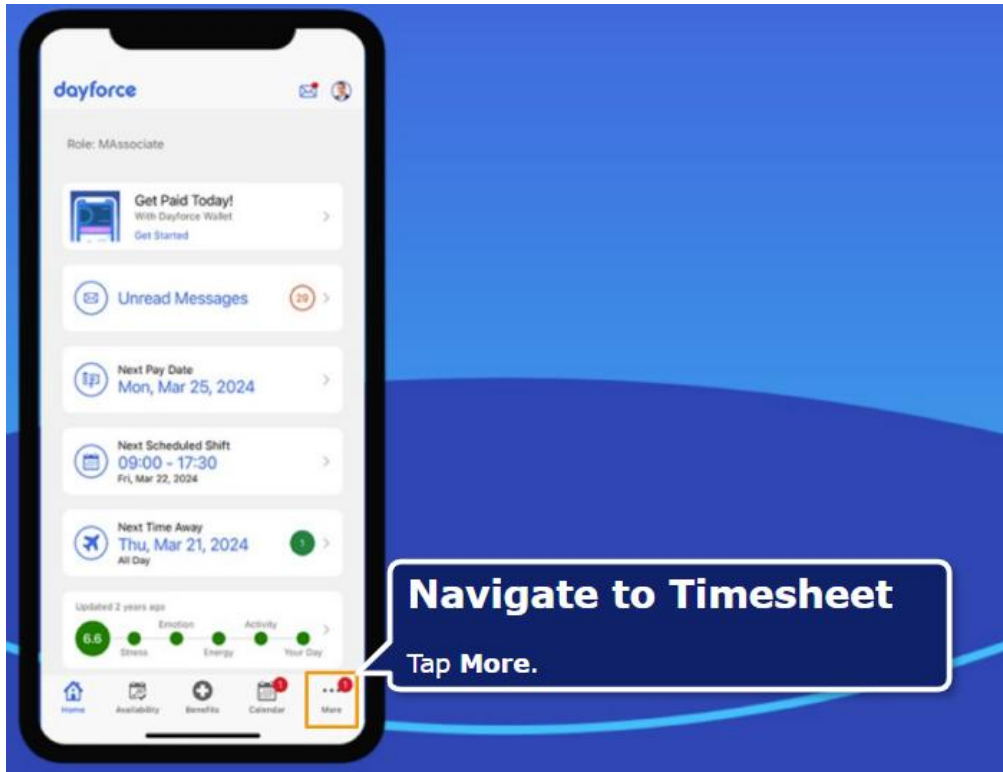 dayforce
Role: MAssociate
Get Paid Today!
With Dayforce Wallet
Get Started
Unread Messages
29
Next Pay Date
Mon, Mar 25, 2024
Next Scheduled Shift
09:00 - 17:30
Fri, Mar 22, 2024
Next Time Away
Thu, Mar 21, 2024
All Day
1
Updated 2 years ago
6.6
Emotion Activity
Stress Energy Your Day
Navigate to Timesheet
Tap More.
1 1
Home Availability Benefits Calendar More